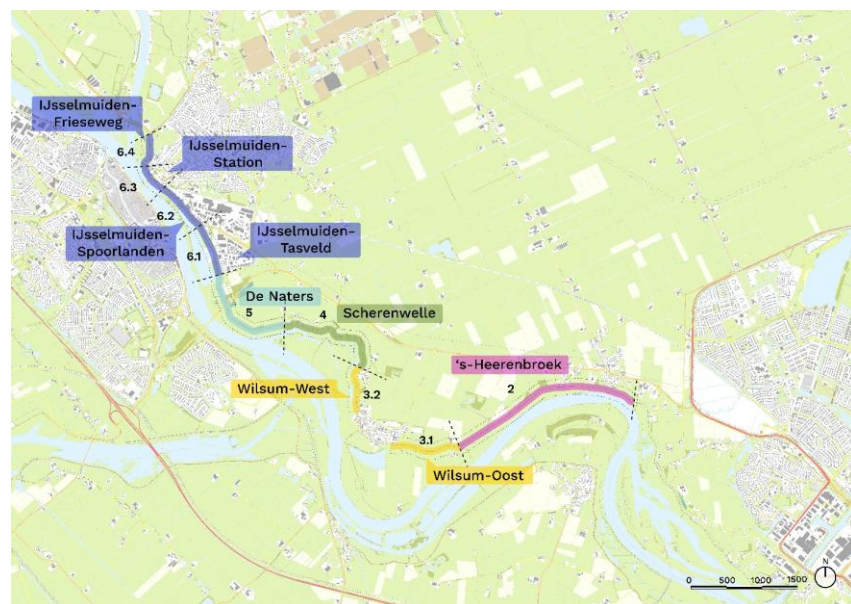 IJsselmuiden-
Frieseweg
6.4
IJsselmuiden-
Station
6.3
6.2
IJsselmuiden-
Spoorlanden
6.1
IJsselmuiden-
Tasveld
De Naters
5
4
Scherenwelle
's-Heerenbroek
2
Wilsum-West
3.2
3.1
Wilsum-Oost
N
0 500 1000 1500